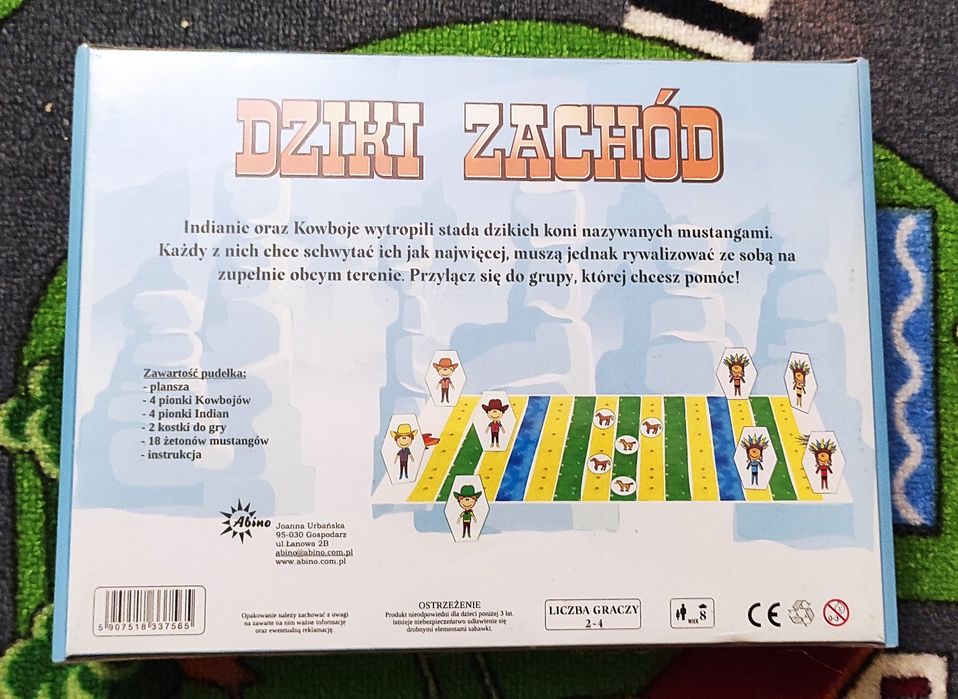 DZIKI ZACHÓD
Indianie oraz Kowboje wytropili stada dzikich koni nazywanych mustangami.
Każdy z nich chce schwytać ich jak najwięcej, muszą jednak rywalizować ze sobą na
zupełnie obcym terenie. Przyłącz się do grupy, której chcesz pomóc!
Zawartość pudełka:
- plansza
- 4 pionki Kowbojów
- 4 pionki Indian
- 2 kostki do gry
- 18 żetonów mustangów
- instrukcja
Abino
Joanna Urbańska
95-030 Gospodarz
ul.Łanowa 2B
abino@abino.com.pl
www.abino.com.pl
5 907518 337565
Opakowanie należy zachować z uwagi
na zawarte na nim ważne informacje
oraz ewentualną reklamację.
OSTRZEŻENIE
Produkt nieodpowiedni dla dzieci poniżej 3 lat.
istnieje niebezpieczeństwo udławienia się
drobnymi elementami zabawki.
LICZBA GRACZY
2-4
WIEK 8
CE
0-3